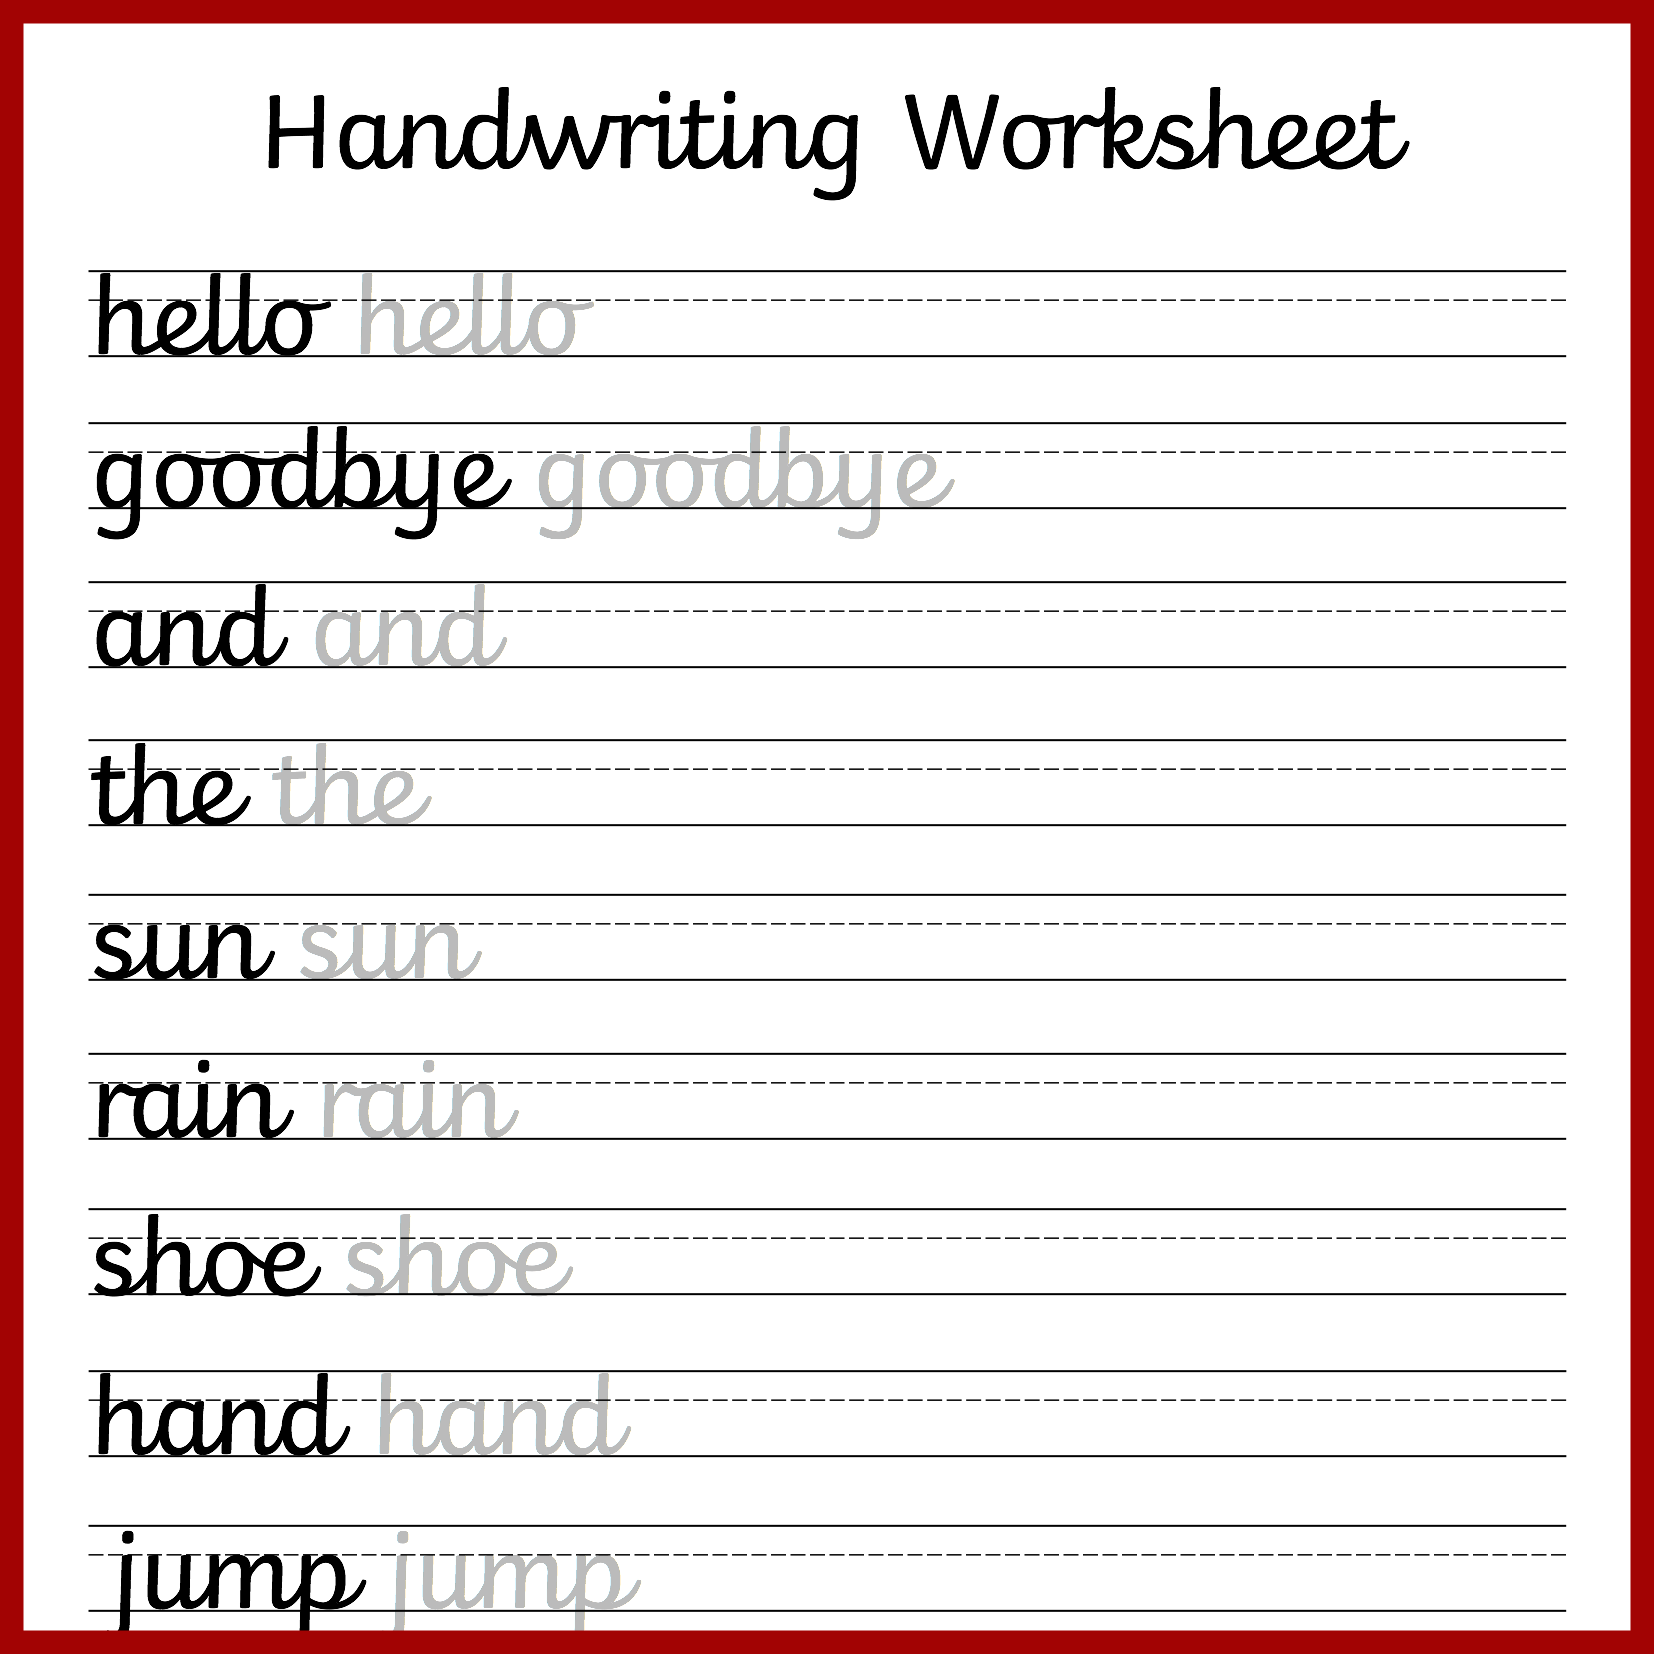 Handwriting Worksheet
hello hello
goodbye goodbye
and and
the the
sun sun
rain rain
shoe shoe
hand hand
jump jump